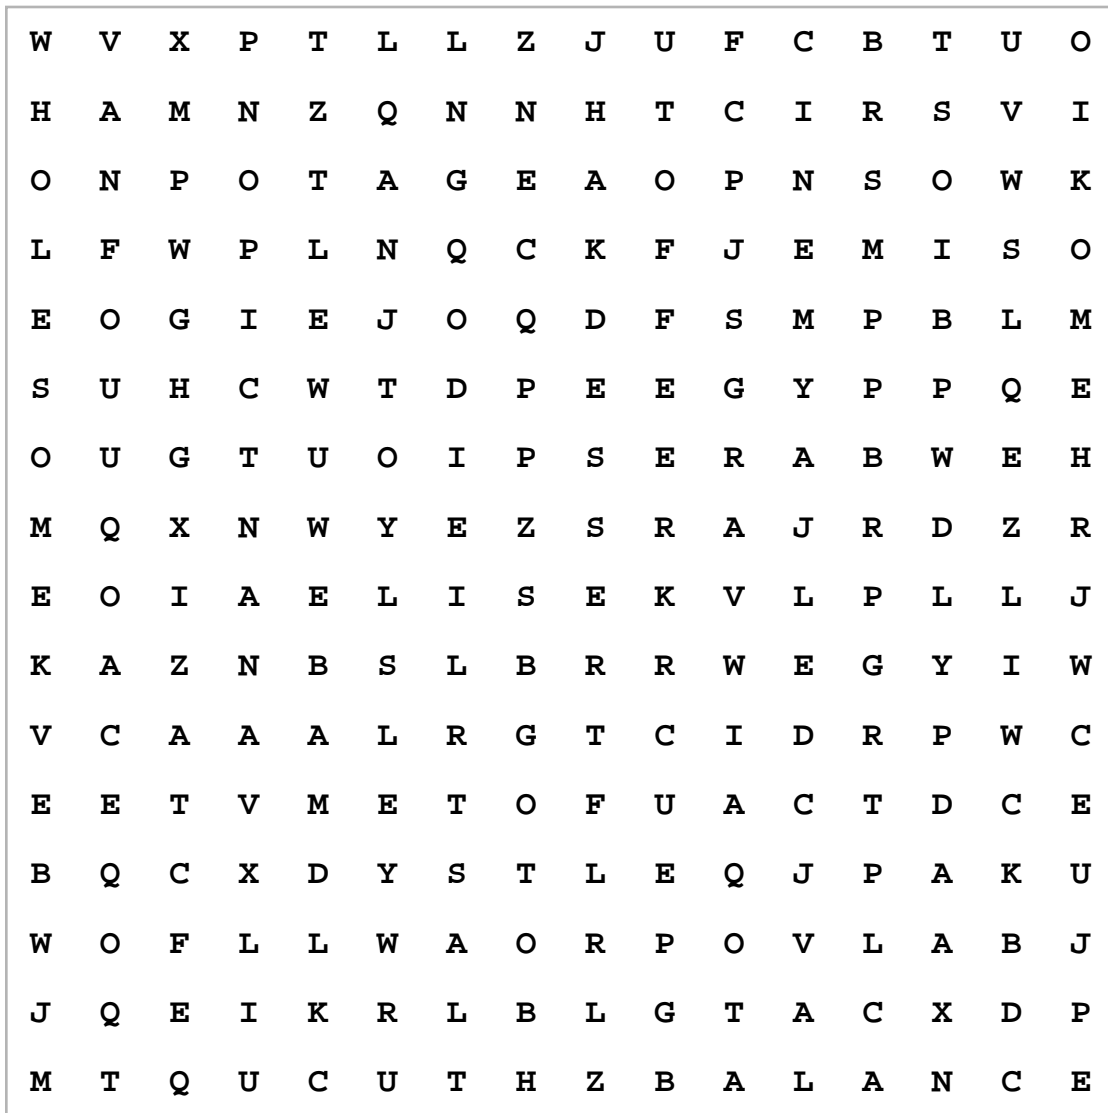 W V X P T L L Z J U F C B T U O
H A M N Z Q N N H T C I R S V I
O N P O T A G E A O P N S O W K
L F W P L N Q C K F J E M I S O
E O G I E J O Q D F S M P B L M
S U H C W T D P E E G Y P P Q E
O U G T U O I P S E R A B W E H
M Q X N W Y E Z S R A J R D Z R
E O I A E L I S E K V L P L L J
K A Z N B S L B R R W E G Y I W
V C A A A L R G T C I D R P W C
E E T V M E T O F U A C T D C E
B Q C X D Y S T L E Q J P A K U
W O F L L W A O R P O V L A B J
J Q E I K R L B L G T A C X D P
M T Q U C U T H Z B A L A N C E